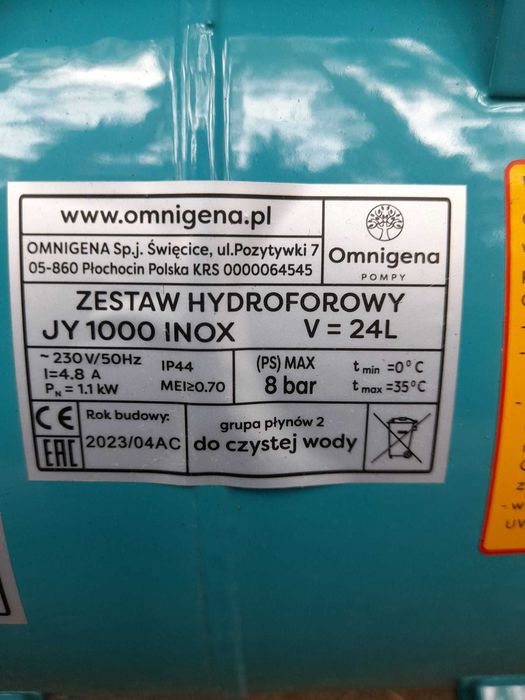 www.omnigena.pl
OMNIGENA Sp.j. Święcice, ul.Pozytywki 7
05-860 Płochocin Polska KRS 0000064545
Omnigena
POMPY
ZESTAW HYDROFOROWY
JY 1000 INOX V = 24L
~ 230V/50Hz IP44
I=4.8 A
PN = 1.1 kW MEI≥0.70
(PS) MAX
8 bar
t min =0°C
t max =35°C
CE
EAC
Rok budowy:
2023/04AC
grupa płynów 2
do czystej wody